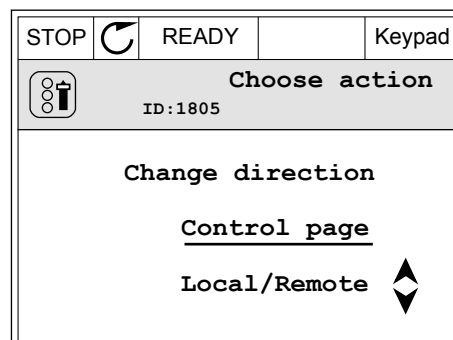 STOP READY Keypad
Choose action
ID:1805
Change direction
Control page
Local/Remote